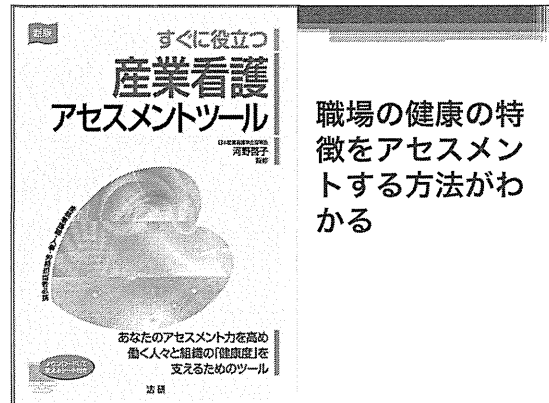 新版
すぐに役立つ
産業看護
アセスメントツール
河野啓子
監修
あなたのアセスメント力を高め
働く人々と組織の「健康度」を
支えるためのツール
法研
職場の健康の特
徴をアセスメン
トする方法がわ
かる